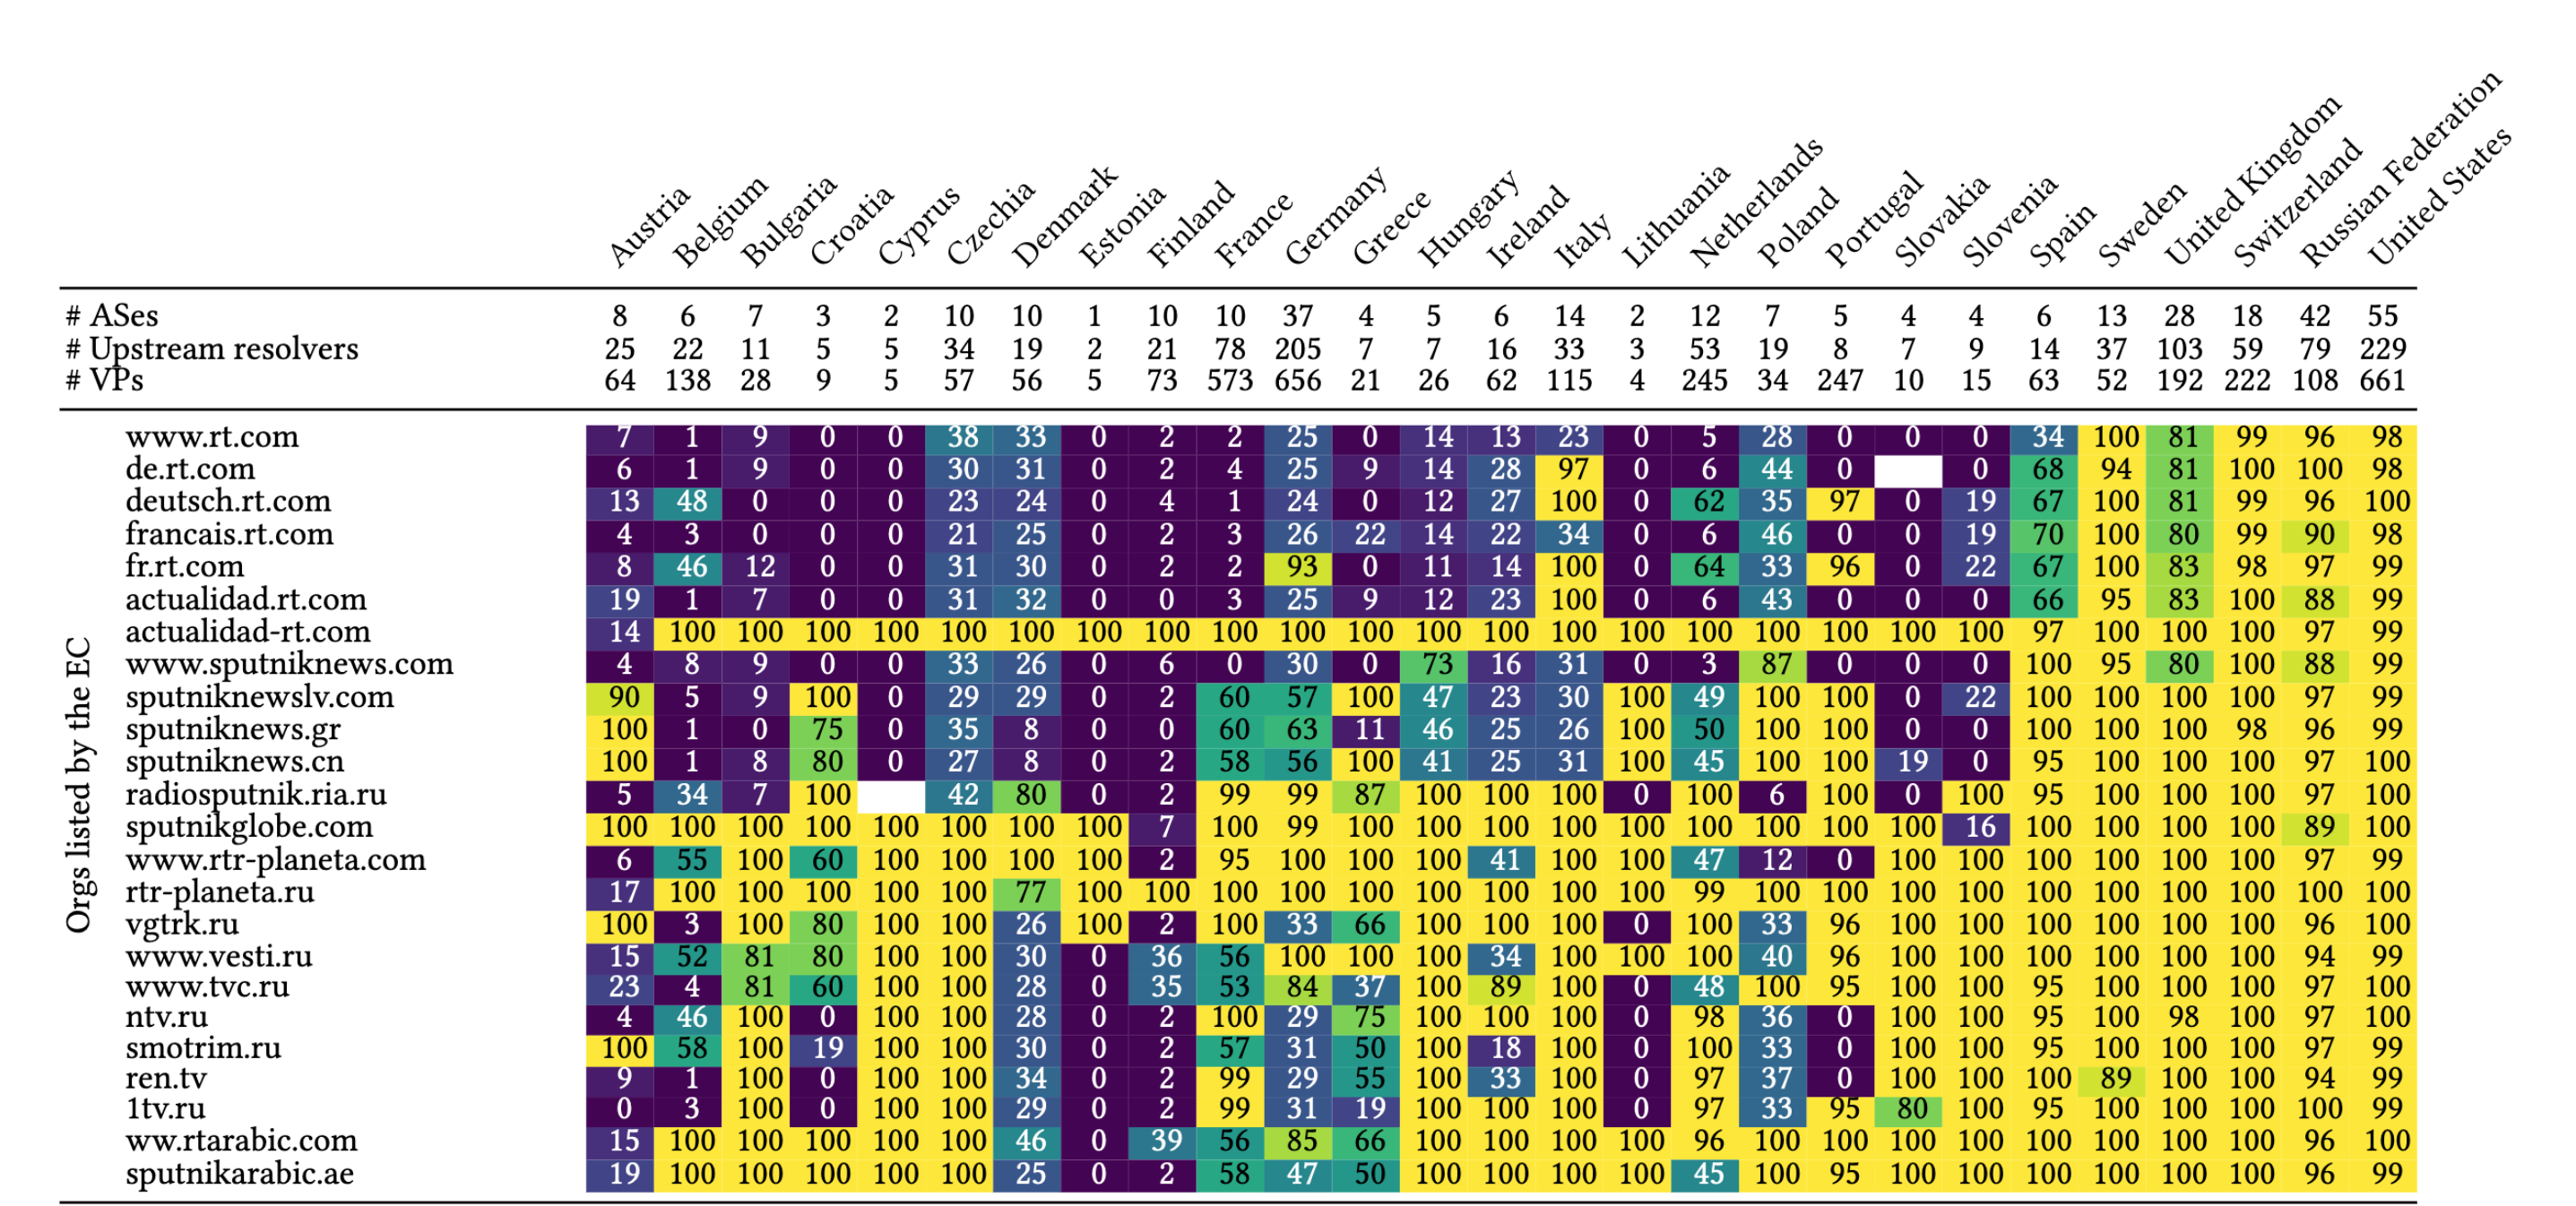 Austria Belgium Bulgaria Croatia Cyprus Czechia Denmark Estonia Finland France Germany Greece Hungary Ireland Italy Lithuania Netherlands Poland Portugal Slovakia Slovenia Spain Sweden United Kingdom Switzerland Russian Federation United States
# ASes 8 6 7 3 2 10 10 1 10 10 37 4 5 6 14 2 12 7 5 4 4 6 13 28 18 42 55
# Upstream resolvers 25 22 11 5 5 34 19 2 21 78 205 7 7 16 33 3 53 19 8 7 9 14 37 103 59 79 229
# VPs 64 138 28 9 5 57 56 5 73 573 656 21 26 62 115 4 245 34 247 10 15 63 52 192 222 108 661
Orgs listed by the EC
www.rt.com 7 1 9 0 0 38 33 0 2 2 25 0 14 13 23 0 5 28 0 0 0 34 100 81 99 96 98
de.rt.com 6 1 9 0 0 30 31 0 2 4 25 9 14 28 97 0 6 44 0 0 68 94 81 100 100 98
deutsch.rt.com 13 48 0 0 0 23 24 0 4 1 24 0 12 27 100 0 62 35 97 0 19 67 100 81 99 96 100
francais.rt.com 4 3 0 0 0 21 25 0 2 3 26 22 14 22 34 0 6 46 0 0 19 70 100 80 99 90 98
fr.rt.com 8 46 12 0 0 31 30 0 2 2 93 0 11 14 100 0 64 33 96 0 22 67 100 83 98 97 99
actualidad.rt.com 19 1 7 0 0 31 32 0 0 3 25 9 12 23 100 0 6 43 0 0 0 66 95 83 100 88 99
actualidad-rt.com 14 100 100 100 100 100 100 100 100 100 100 100 100 100 100 100 100 100 100 100 100 97 100 100 100 97 99
www.sputniknews.com 4 8 9 0 0 33 26 0 6 0 30 0 73 16 31 0 3 87 0 0 0 100 95 80 100 88 99
sputniknewslv.com 90 5 9 100 0 29 29 0 2 60 57 100 47 23 30 100 49 100 100 0 22 100 100 100 100 97 99
sputniknews.gr 100 1 0 75 0 35 8 0 0 60 63 11 46 25 26 100 50 100 100 0 0 100 100 100 98 96 99
sputniknews.cn 100 1 8 80 0 27 8 0 2 58 56 100 41 25 31 100 45 100 100 19 0 95 100 100 100 97 100
radiosputnik.ria.ru 5 34 7 100 42 80 0 2 99 99 87 100 100 100 0 100 6 100 0 100 95 100 100 100 97 100
sputnikglobe.com 100 100 100 100 100 100 100 100 7 100 99 100 100 100 100 100 100 100 100 100 16 100 100 100 100 89 100
www.rtr-planeta.com 6 55 100 60 100 100 100 100 2 95 100 100 100 41 100 100 47 12 0 100 100 100 100 100 100 97 99
rtr-planeta.ru 17 100 100 100 100 100 77 100 100 100 100 100 100 100 100 100 99 100 100 100 100 100 100 100 100 100 100
vgtrk.ru 100 3 100 80 100 100 26 100 2 100 33 66 100 100 100 0 100 33 96 100 100 100 100 100 100 96 100
www.vesti.ru 15 52 81 80 100 100 30 0 36 56 100 100 100 34 100 100 100 40 96 100 100 100 100 100 100 94 99
www.tvc.ru 23 4 81 60 100 100 28 0 35 53 84 37 100 89 100 0 48 100 95 100 100 95 100 100 100 97 100
ntv.ru 4 46 100 0 100 100 28 0 2 100 29 75 100 100 100 0 98 36 0 100 100 95 100 98 100 97 100
smotrim.ru 100 58 100 19 100 100 30 0 2 57 31 50 100 18 100 0 100 33 0 100 100 95 100 100 100 97 99
ren.tv 9 1 100 0 100 100 34 0 2 99 29 55 100 33 100 0 97 37 0 100 100 100 89 100 100 94 99
1tv.ru 0 3 100 0 100 100 29 0 2 99 31 19 100 100 100 0 97 33 95 80 100 95 100 100 100 100 99
ww.rtarabic.com 15 100 100 100 100 100 46 0 39 56 85 66 100 100 100 100 96 100 100 100 100 100 100 100 100 96 100
sputnikarabic.ae 19 100 100 100 100 100 25 0 2 58 47 50 100 100 100 100 45 100 95 100 100 100 100 100 100 96 99